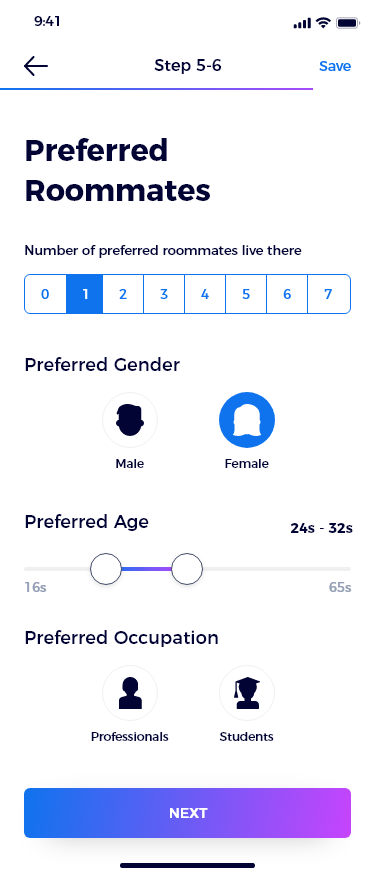 9:41
Step 5-6
Save
Preferred
Roommates
Number of preferred roommates live there
0 1 2 3 4 5 6 7
Preferred Gender
Male Female
Preferred Age
24s - 32s
16s 65s
Preferred Occupation
Professionals Students
NEXT